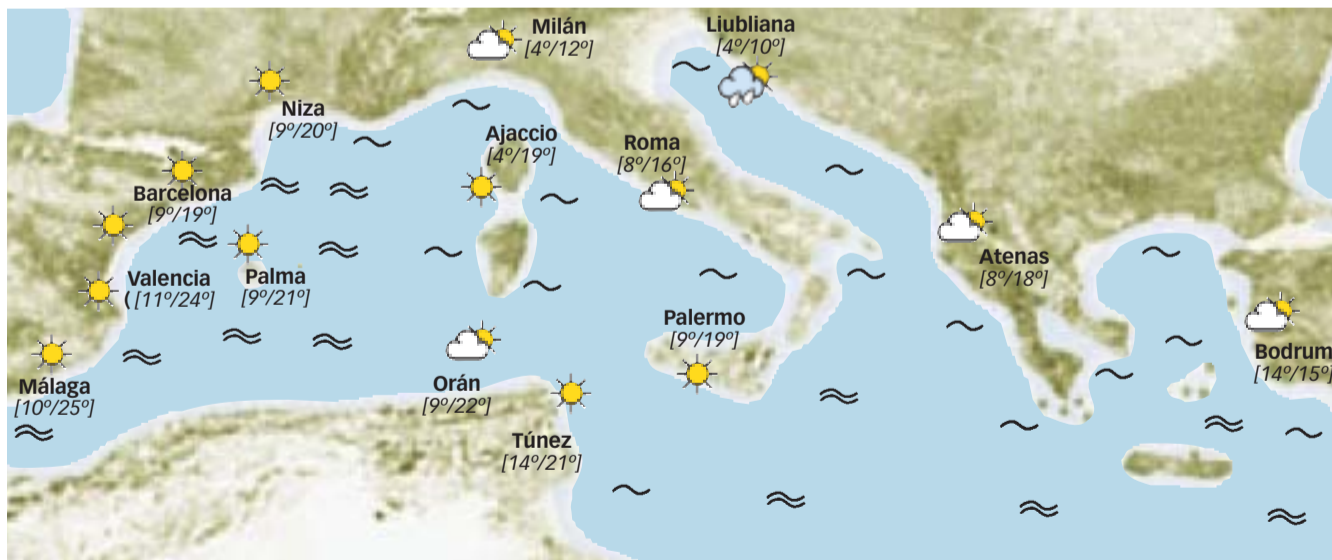 Milán
[4º/12º]
Liubliana
[4º/10º]
Niza
[9º/20º]
Ajaccio
[4º/19º]
Roma
[8º/16º]
Barcelona
[9º/19º]
Valencia
([11º/24º]
Palma
[9º/21º]
Atenas
[8º/18º]
Palermo
[9º/19º]
Bodrum
[14º/15º]
Málaga
[10º/25º]
Orán
[9º/22º]
Túnez
[14º/21º]